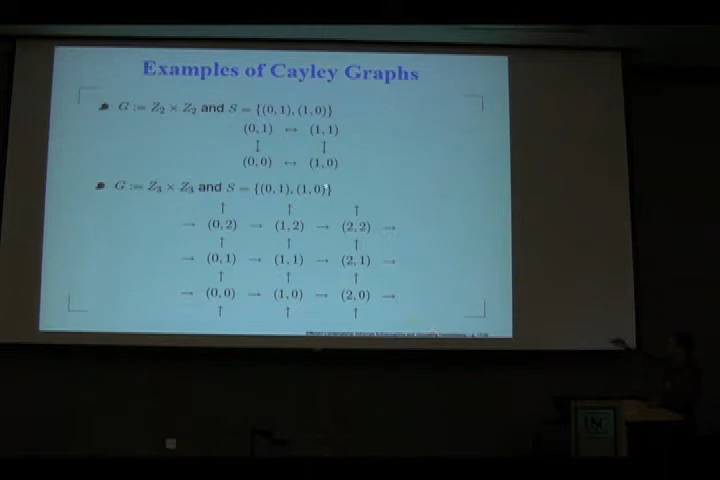 Examples of Cayley Graphs
G := Z₂ × Z₂ and S = {(0, 1), (1, 0)}
(0, 1) ↔ (1, 1)
↕ ↕
(0, 0) ↔ (1, 0)
G := Z₃ × Z₃ and S = {(0, 1), (1, 0)}
↑ ↑ ↑
→ (0, 2) → (1, 2) → (2, 2) →
↑ ↑ ↑
→ (0, 1) → (1, 1) → (2, 1) →
↑ ↑ ↑
→ (0, 0) → (1, 0) → (2, 0) →
↑ ↑ ↑
USC